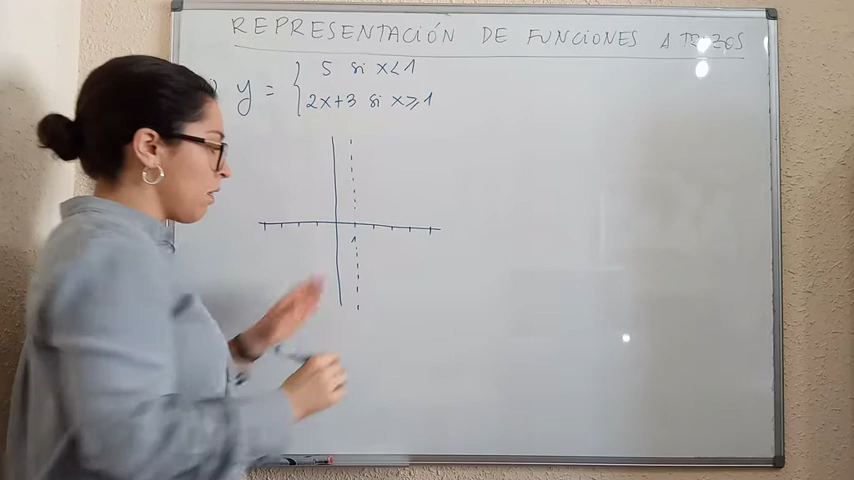 REPRESENTACIÓN DE FUNCIONES A TROZOS
y = { 5 si x<1
2x+3 si x⩾1
1